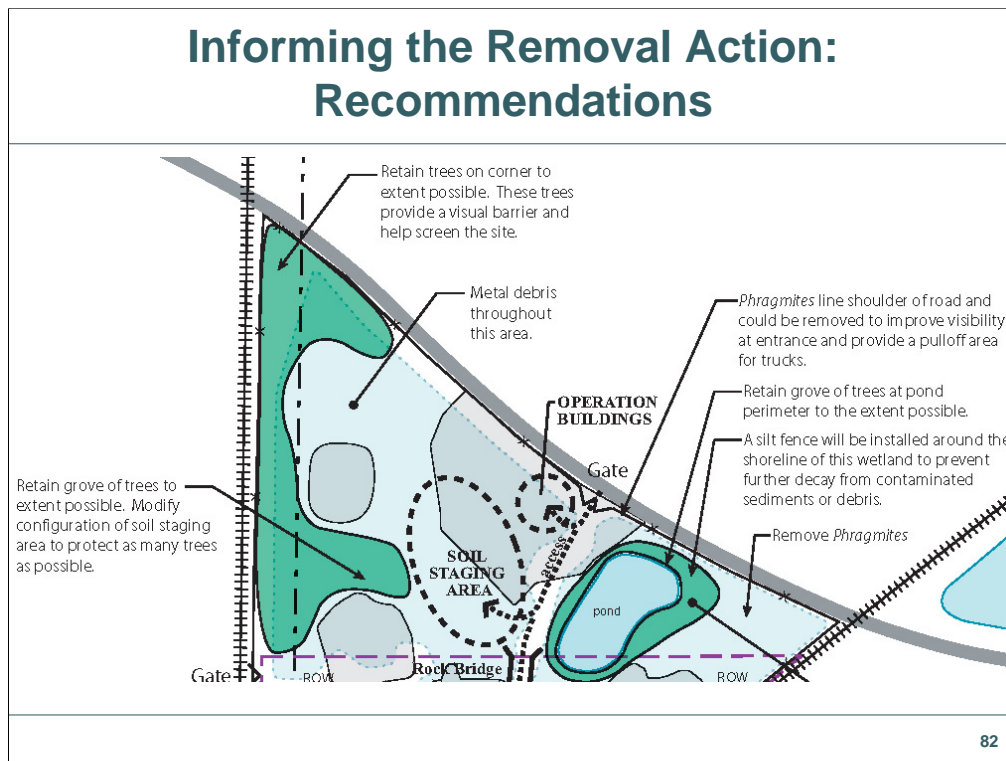 Informing the Removal Action:
Recommendations
Retain trees on corner to
extent possible. These trees
provide a visual barrier and
help screen the site.
Metal debris
throughout
this area.
Phragmites line shoulder of road and
could be removed to improve visibility
at entrance and provide a pulloff area
for trucks.
Retain grove of trees at pond
perimeter to the extent possible.
OPERATION
BUILDINGS
A silt fence will be installed around the
shoreline of this wetland to prevent
further decay from contaminated
sediments or debris.
Gate
Retain grove of trees to
extent possible. Modify
configuration of soil staging
area to protect as many trees
as possible.
Remove Phragmites
SOIL
STAGING
AREA
access
pond
Rock Bridge
Gate
ROW
ROW
82